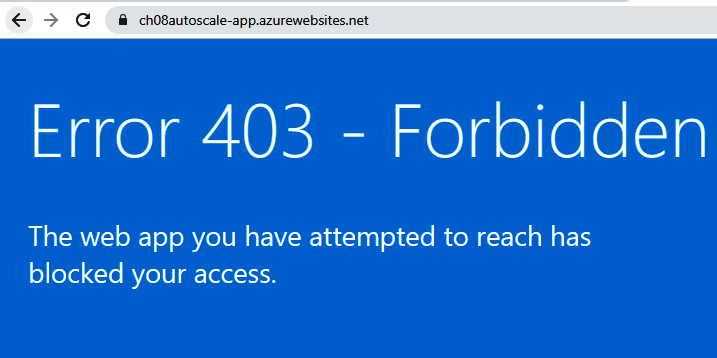 ch08autoscale-app.azurewebsites.net
Error 403 - Forbidden
The web app you have attempted to reach has
blocked your access.